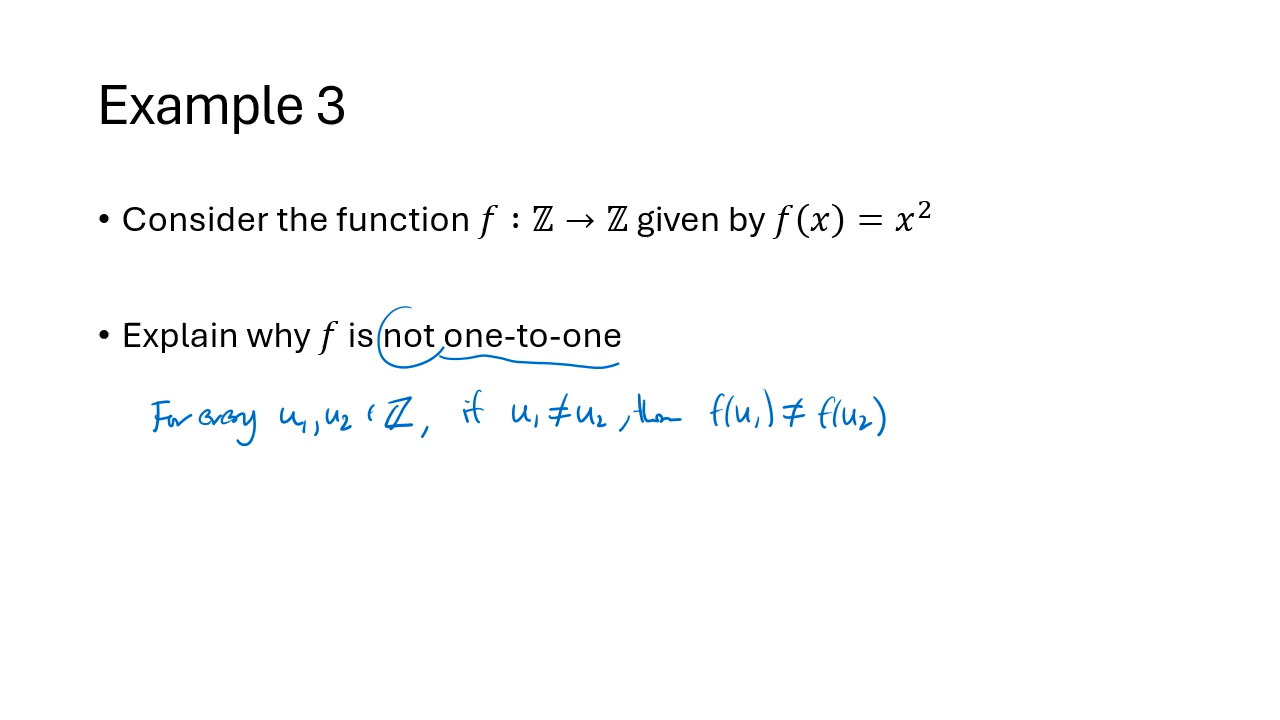 Example 3
• Consider the function f : ℤ → ℤ given by f(x) = x²
• Explain why f is not one-to-one
For every u₁, u₂ ∈ ℤ, if u₁ ≠ u₂, then f(u₁) ≠ f(u₂)